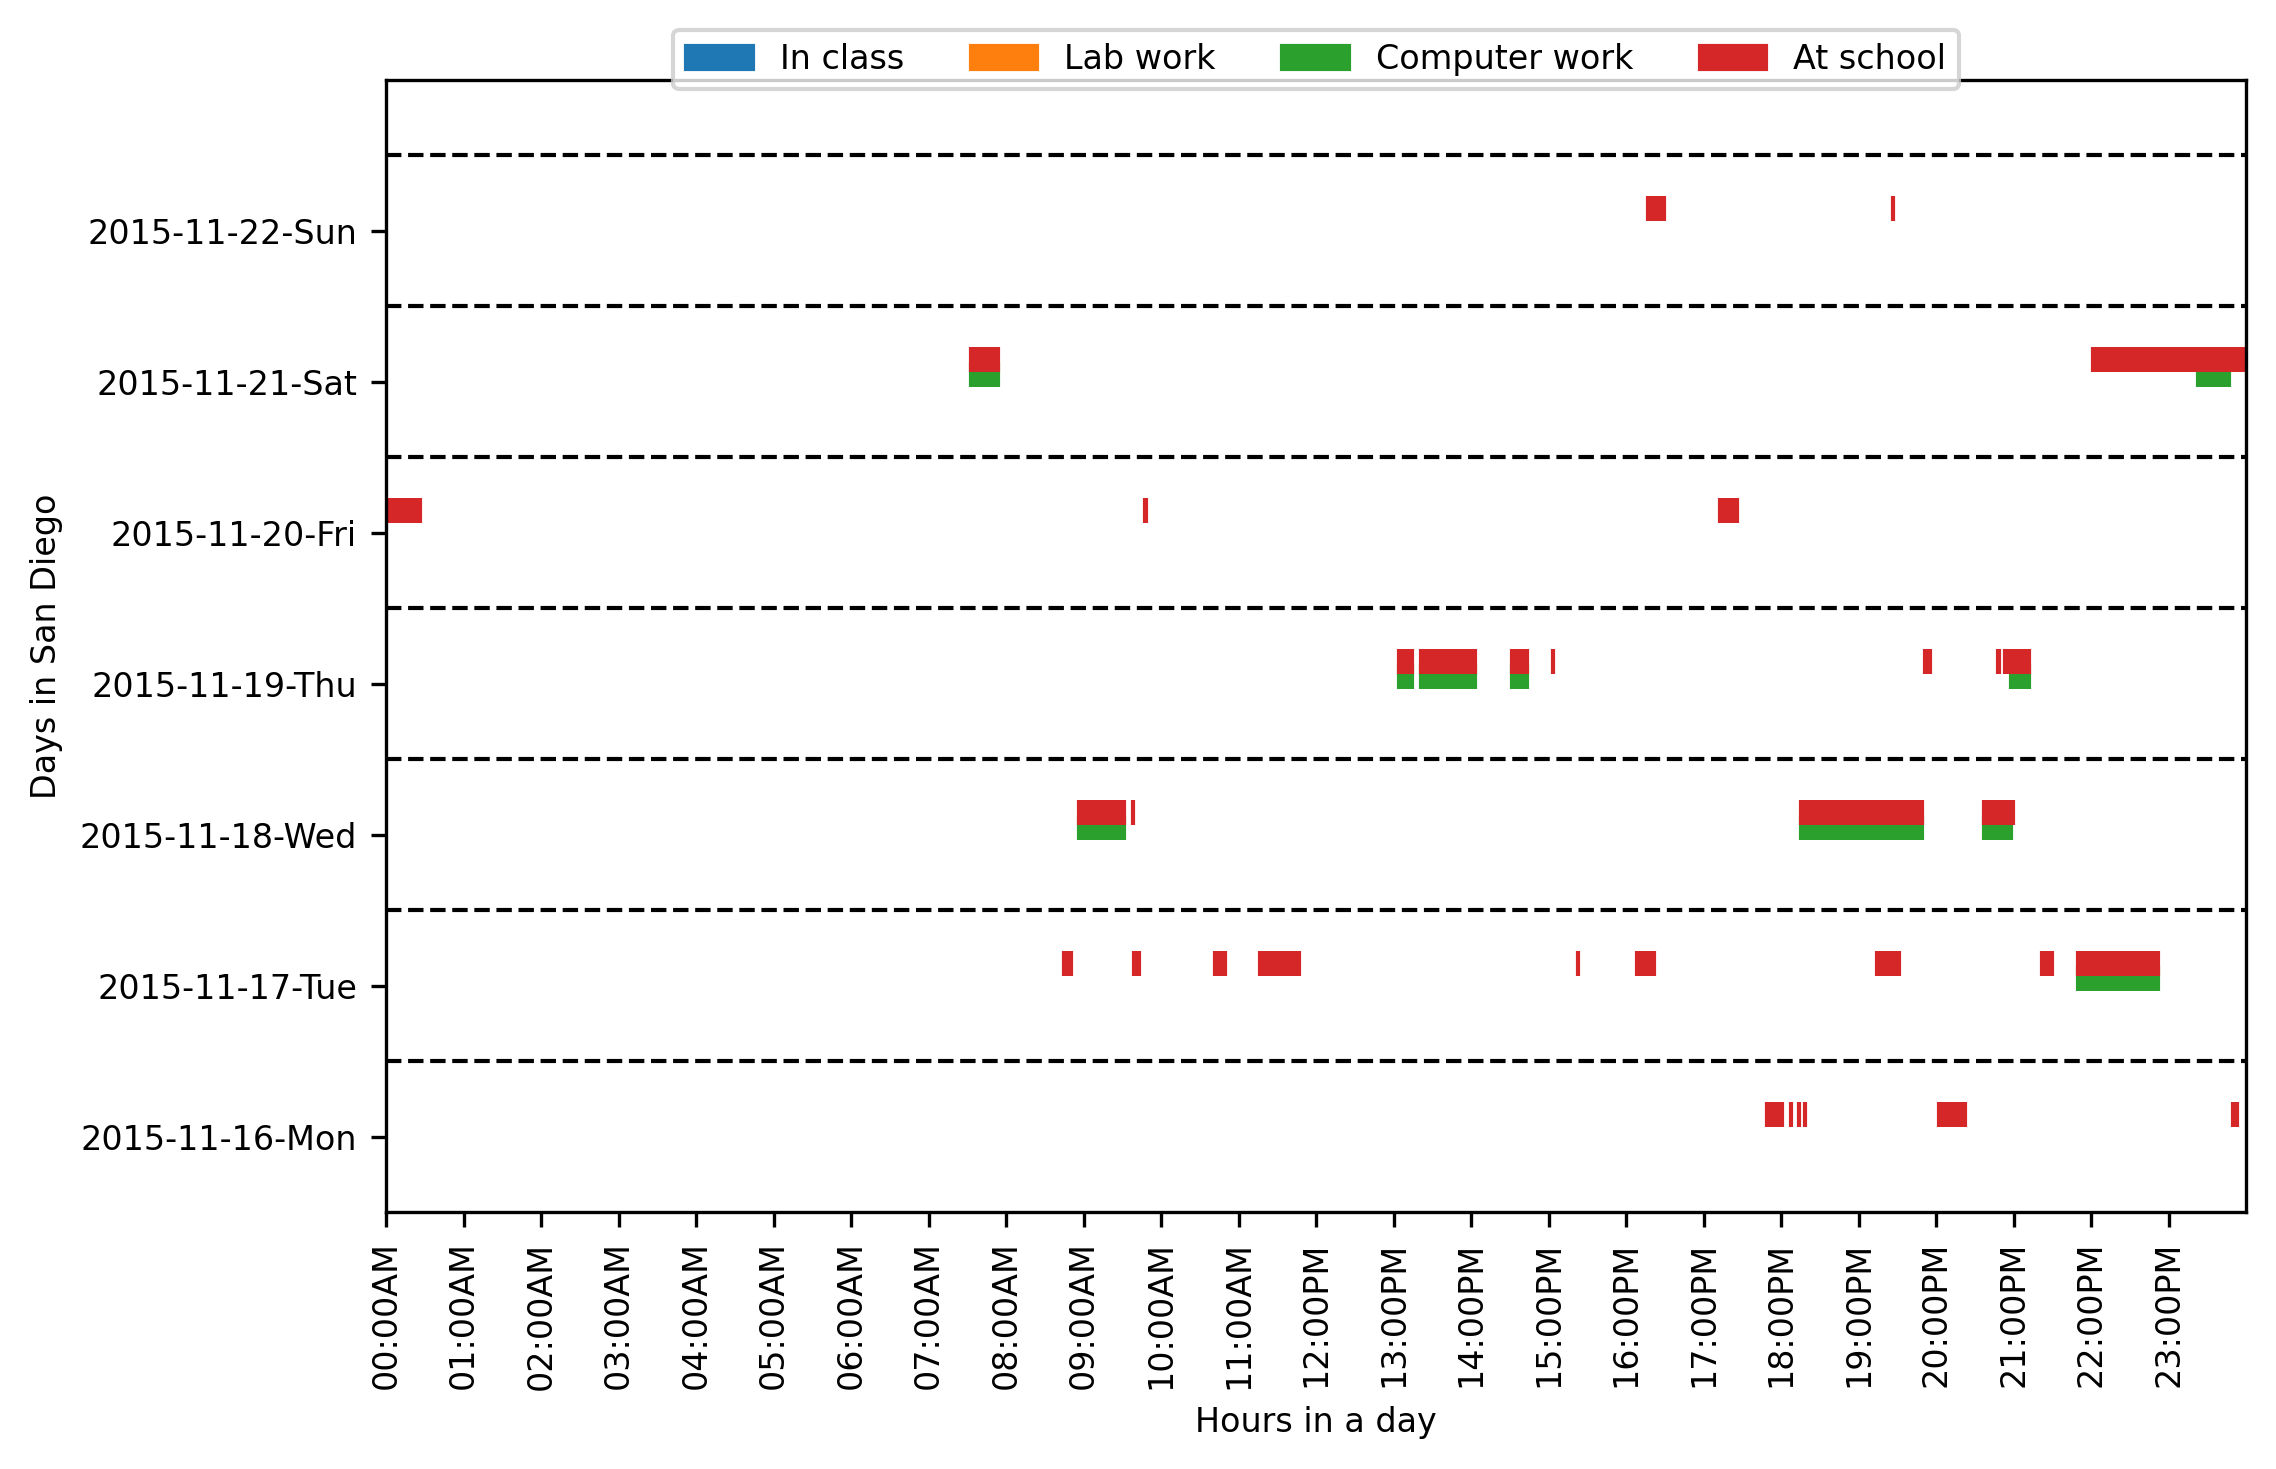 In class Lab work Computer work At school
2015-11-22-Sun
2015-11-21-Sat
2015-11-20-Fri
2015-11-19-Thu
2015-11-18-Wed
2015-11-17-Tue
2015-11-16-Mon
Days in San Diego
00:00AM
01:00AM
02:00AM
03:00AM
04:00AM
05:00AM
06:00AM
07:00AM
08:00AM
09:00AM
10:00AM
11:00AM
12:00PM
13:00PM
14:00PM
15:00PM
16:00PM
17:00PM
18:00PM
19:00PM
20:00PM
21:00PM
22:00PM
23:00PM
Hours in a day